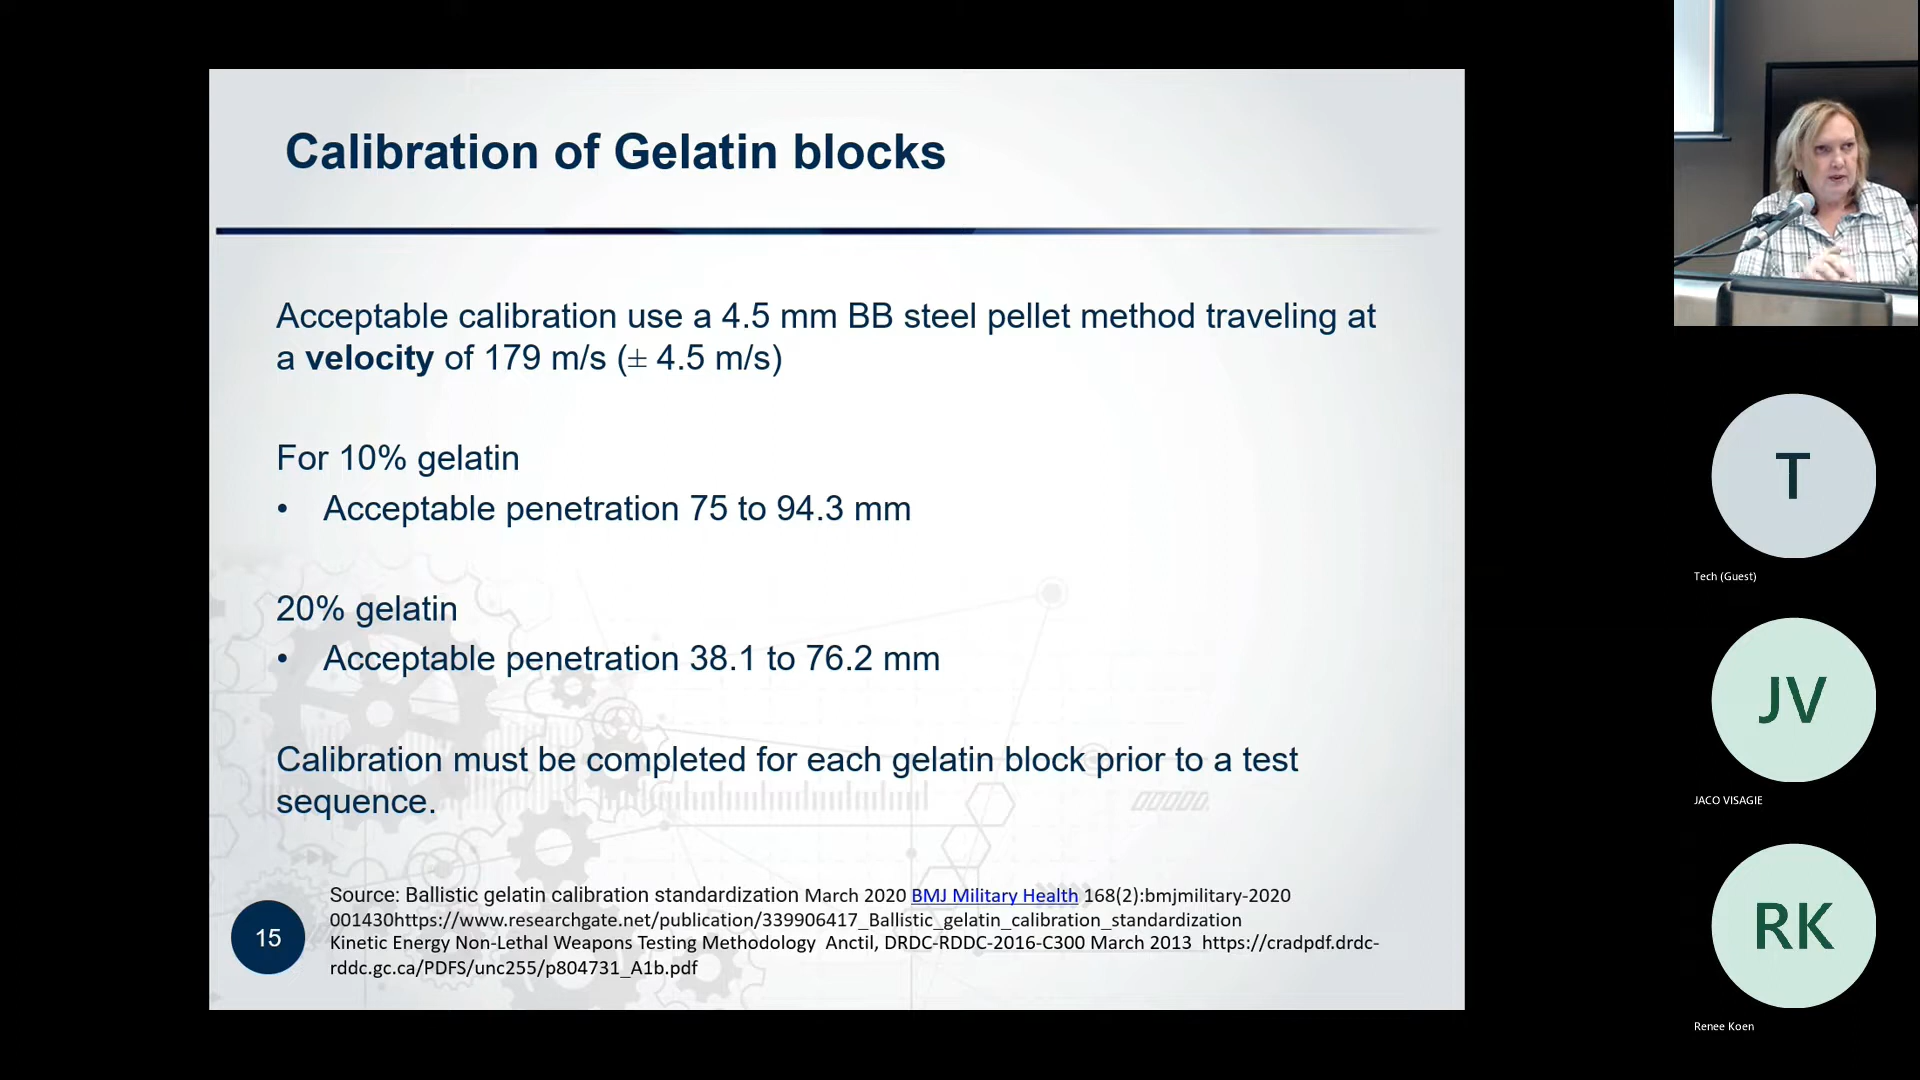 Calibration of Gelatin blocks
Acceptable calibration use a 4.5 mm BB steel pellet method traveling at
a velocity of 179 m/s (± 4.5 m/s)
For 10% gelatin
• Acceptable penetration 75 to 94.3 mm
20% gelatin
• Acceptable penetration 38.1 to 76.2 mm
Calibration must be completed for each gelatin block prior to a test
sequence.
Source: Ballistic gelatin calibration standardization March 2020 BMJ Military Health 168(2):bmjmilitary-2020
001430https://www.researchgate.net/publication/339906417_Ballistic_gelatin_calibration_standardization
Kinetic Energy Non-Lethal Weapons Testing Methodology Anctil, DRDC-RDDC-2016-C300 March 2013 https://cradpdf.drdc-
rddc.gc.ca/PDFS/unc255/p804731_A1b.pdf
15
T
Tech (Guest)
JV
JACO VISAGIE
RK
Renee Koen